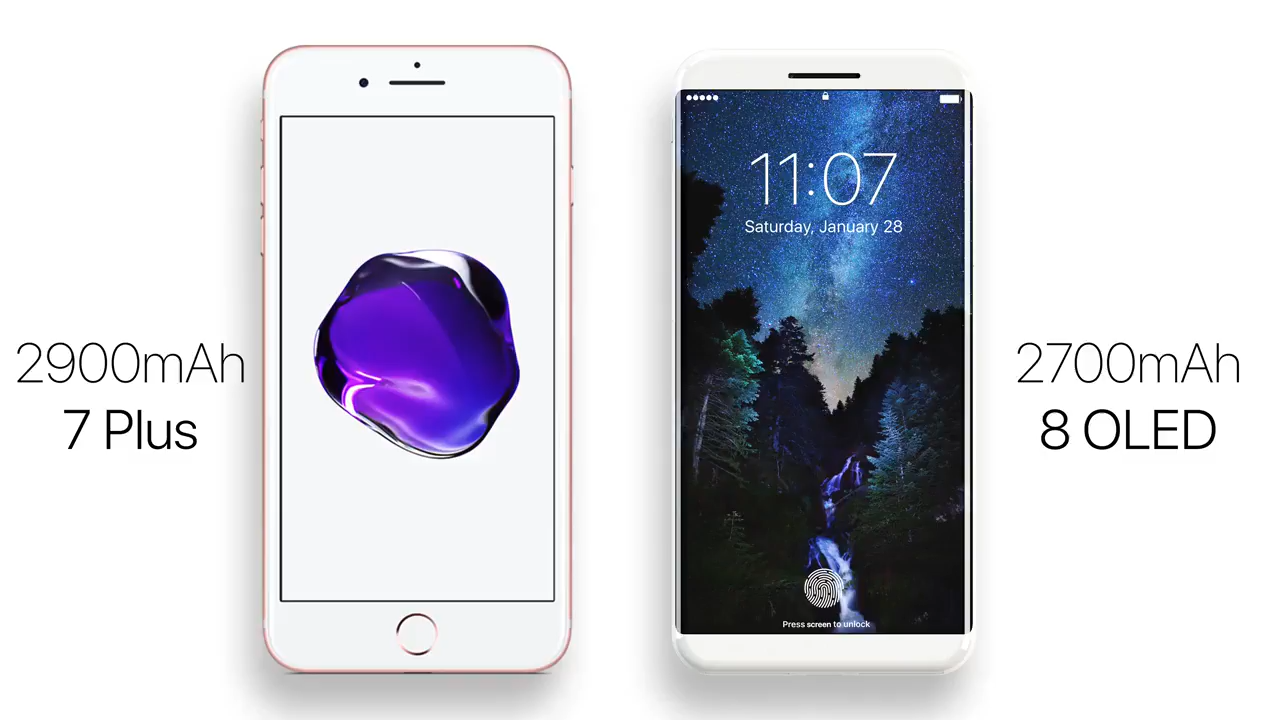 2900mAh
7 Plus
11:07
Saturday, January 28
Press screen to unlock
2700mAh
8 OLED